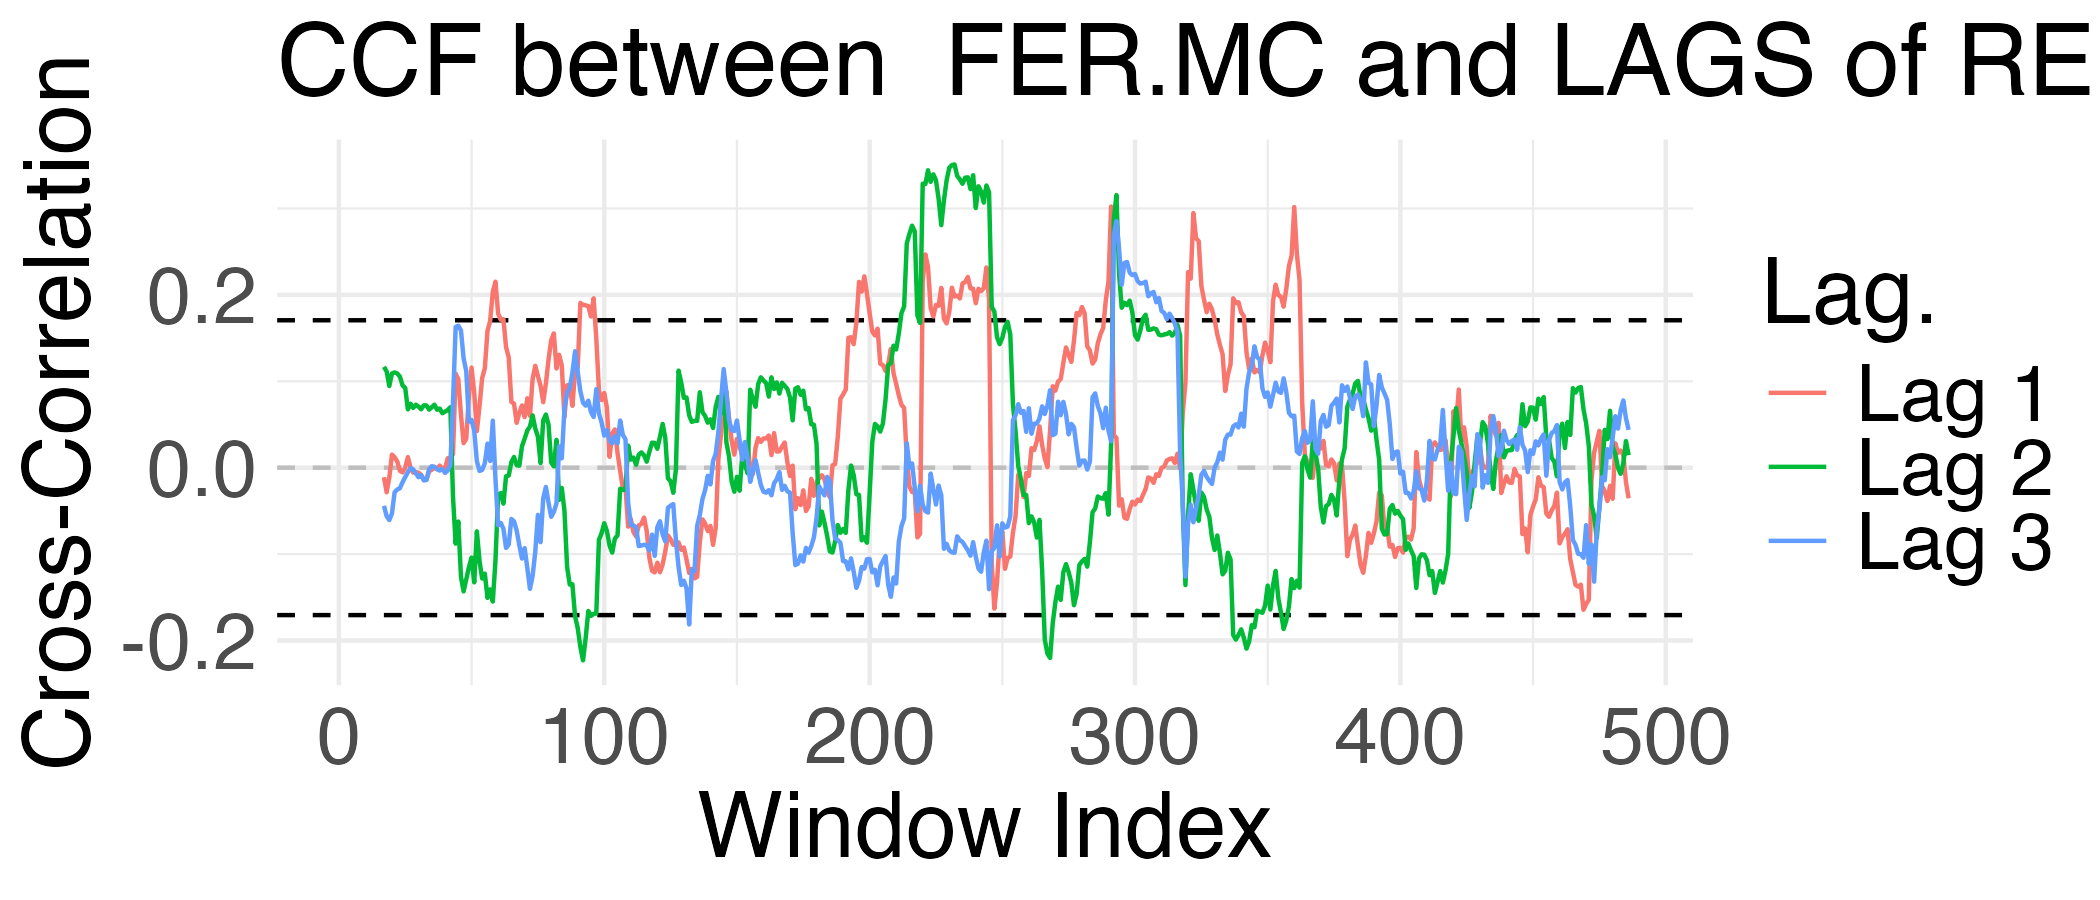 CCF between  FER.MC and LAGS of RE
Cross-Correlation
0.2
0.0
-0.2
0
100
200
300
400
500
Window Index
Lag.
Lag 1
Lag 2
Lag 3